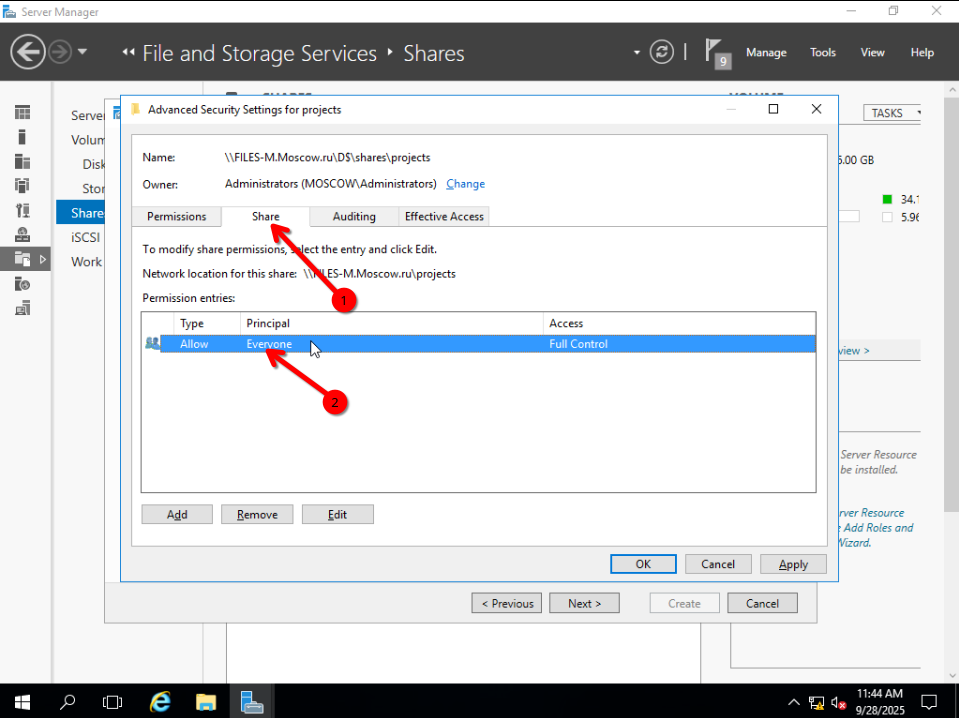 Server Manager
File and Storage Services
Shares
9
Manage
Tools
View
Help
Advanced Security Settings for projects
TASKS
Name:
\\FILES-M.Moscow.ru\D$\shares\projects
Owner:
Administrators (MOSCOW\Administrators)
Change
Permissions
Share
Auditing
Effective Access
To modify share permissions, select the entry and click Edit.
Network location for this share: \\FILES-M.Moscow.ru\projects
1
Permission entries:
Type
Principal
Access
Allow
Everyone
Full Control
2
Add
Remove
Edit
OK
Cancel
Apply
< Previous
Next >
Create
Cancel
Serve
Volum
Disk
Stor
Share
iSCSI
Work
5.00 GB
34.1
5.96
view >
Server Resource
be installed.
rver Resource
Add Roles and
Wizard.
11:44 AM
9/28/2025